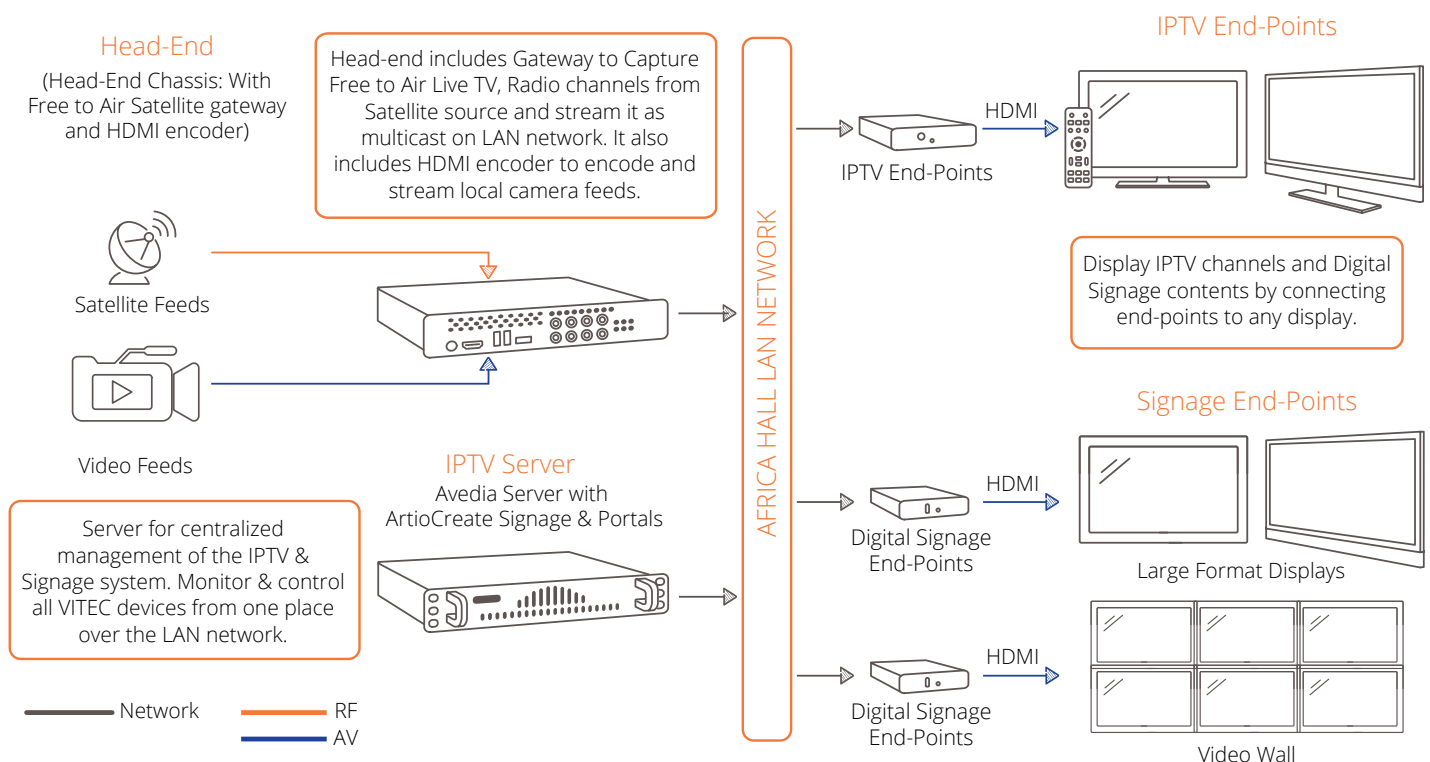 Head-End
(Head-End Chassis: With
Free to Air Satellite gateway
and HDMI encoder)
Head-end includes Gateway to Capture
Free to Air Live TV, Radio channels from
Satellite source and stream it as
multicast on LAN network. It also
includes HDMI encoder to encode and
stream local camera feeds.
Satellite Feeds
Video Feeds
IPTV Server
Avedia Server with
ArtioCreate Signage & Portals
Server for centralized
management of the IPTV &
Signage system. Monitor & control
all VITEC devices from one place
over the LAN network.
Network
RF
AV
AFRICA HALL LAN NETWORK
IPTV End-Points
HDMI
IPTV End-Points
Display IPTV channels and Digital
Signage contents by connecting
end-points to any display.
Signage End-Points
HDMI
Digital Signage
End-Points
Large Format Displays
HDMI
Digital Signage
End-Points
Video Wall